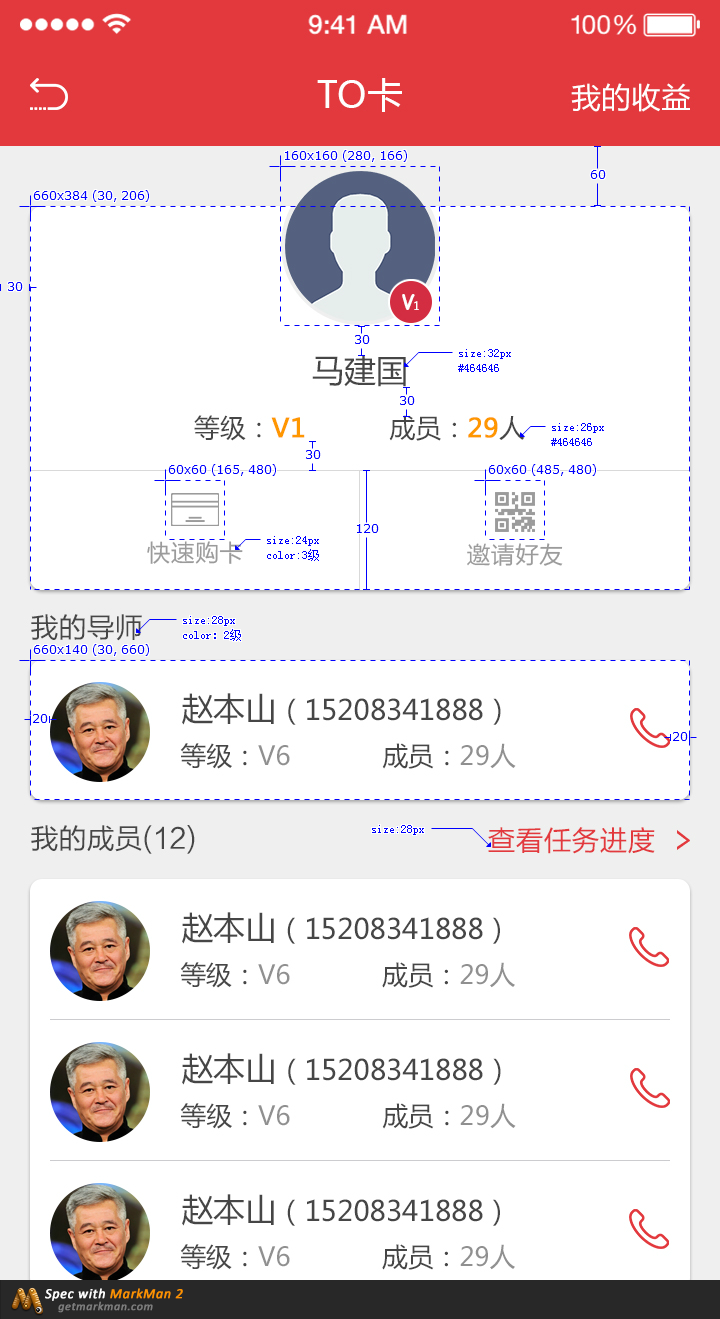 9:41 AM 100%
TO卡 我的收益
160x160 (280, 166)
60
660x384 (30, 206)
30
V1
30
size:32px
#464646
马建国
30
等级：V1 成员：29人
size:26px
#464646
30
60x60 (165, 480) 60x60 (485, 480)
120
快速购卡
size:24px
color:3级
邀请好友
我的导师
size:28px
color: 2级
660x140 (30, 660)
赵本山（15208341888）
20 20
等级：V6 成员：29人
我的成员(12) size:28px 查看任务进度 >
赵本山（15208341888）
等级：V6 成员：29人
赵本山（15208341888）
等级：V6 成员：29人
赵本山（15208341888）
等级：V6 成员：29人
Spec with MarkMan 2
getmarkman.com